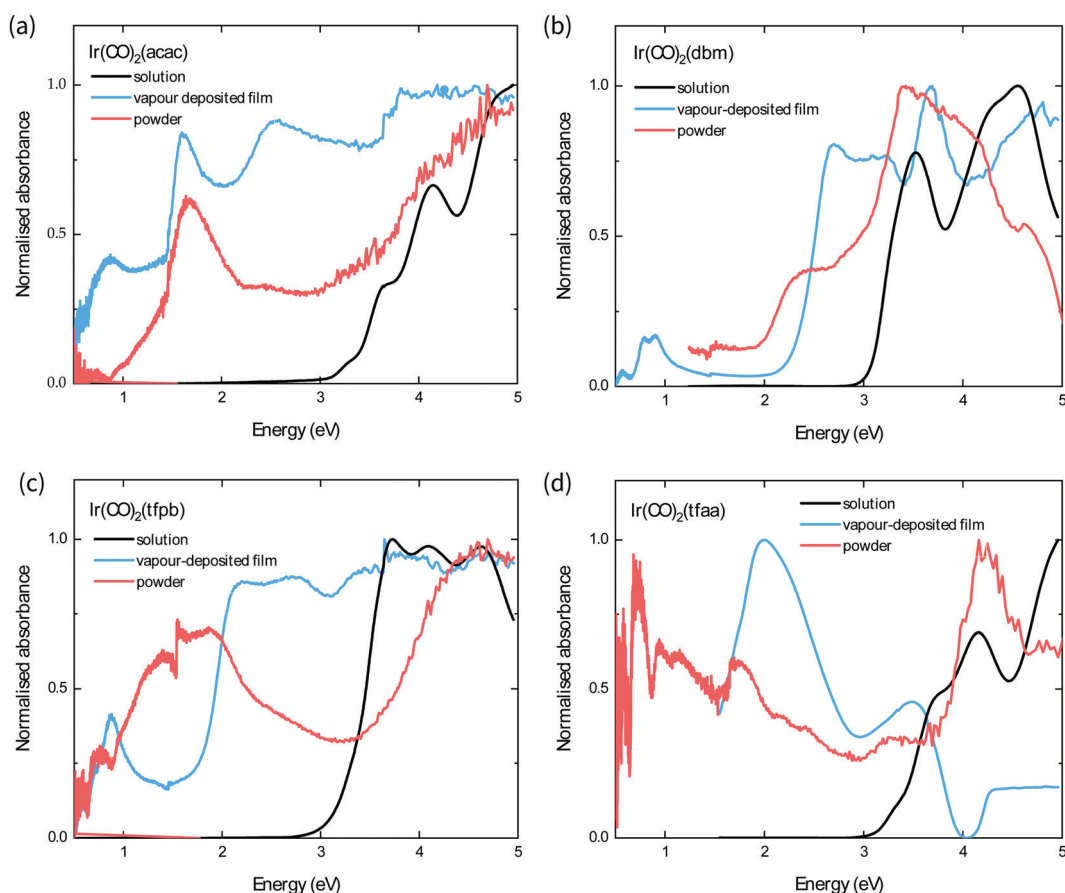 (a)
Ir(CO)₂(acac)
solution
vapour deposited film
powder
Normalised absorbance
1.0
0.5
0.0
1 2 3 4 5
Energy (eV)
(b)
Ir(CO)₂(dbm)
solution
vapour-deposited film
powder
Normalised absorbance
1.0
0.5
0.0
1 2 3 4 5
Energy (eV)
(c)
Ir(CO)₂(tfpb)
solution
vapour-deposited film
powder
Normalised absorbance
1.0
0.5
0.0
1 2 3 4 5
Energy (eV)
(d)
Ir(CO)₂(tfaa)
solution
vapour-deposited film
powder
Normalised absorbance
1.0
0.5
0.0
1 2 3 4 5
Energy (eV)